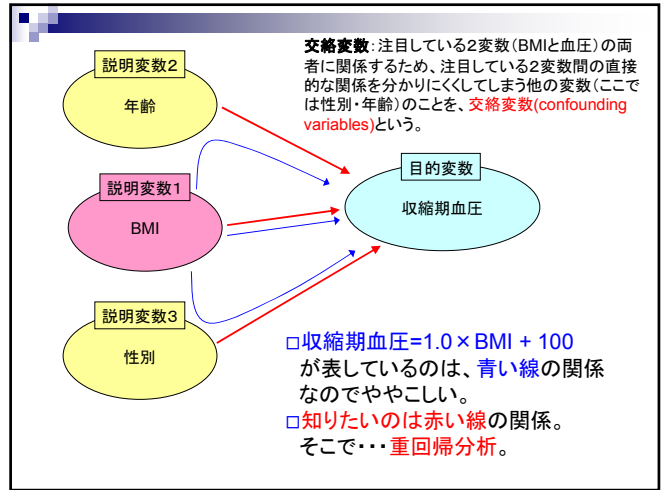 交絡変数:注目している2変数(BMIと血圧)の両
者に関係するため、注目している2変数間の直接
的な関係を分かりにくくしてしまう他の変数(ここで
は性別・年齢)のことを、交絡変数(confounding
variables)という。
説明変数2
年齢
説明変数1
BMI
説明変数3
性別
目的変数
収縮期血圧
□収縮期血圧=1.0×BMI + 100
が表しているのは、青い線の関係
なのでややこしい。
□知りたいのは赤い線の関係。
そこで・・・重回帰分析。